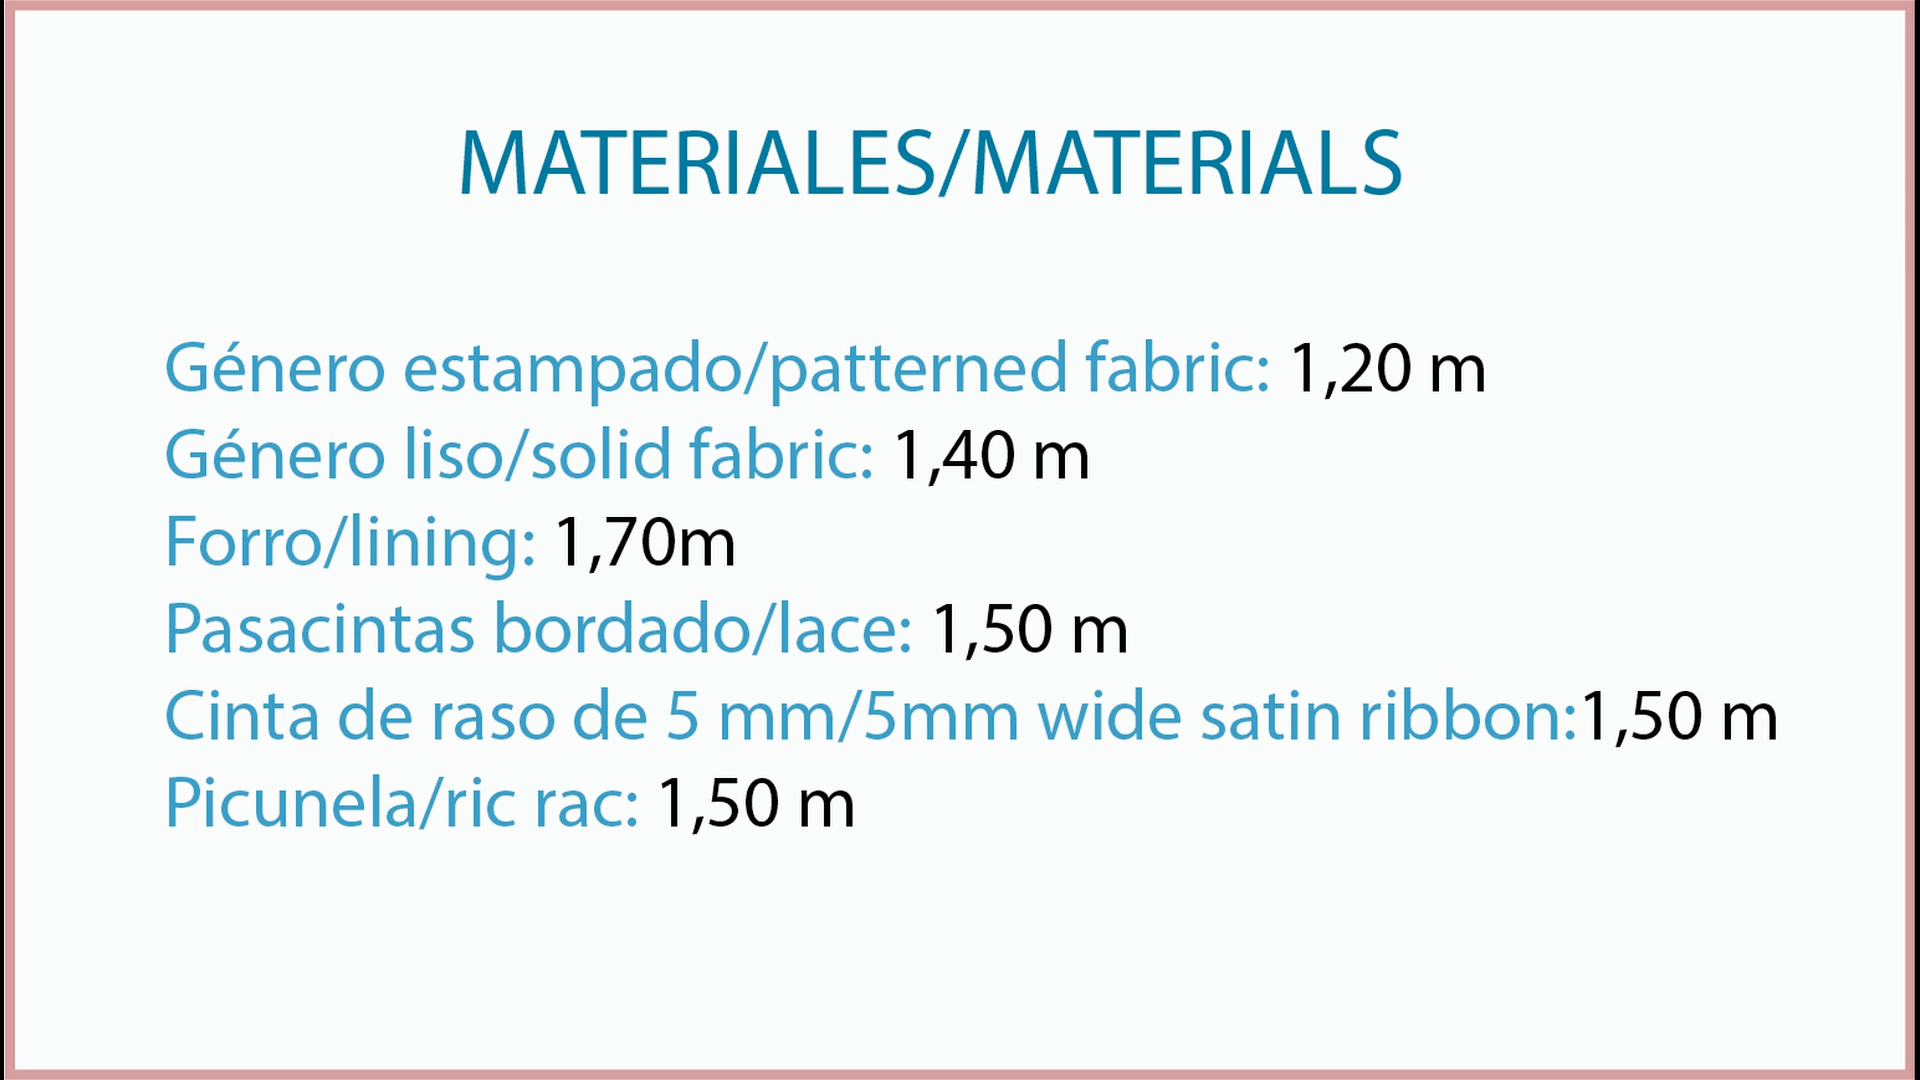 MATERIALES/MATERIALS
Género estampado/patterned fabric: 1,20 m
Género liso/solid fabric: 1,40 m
Forro/lining: 1,70m
Pasacintas bordado/lace: 1,50 m
Cinta de raso de 5 mm/5mm wide satin ribbon:1,50 m
Picunela/ric rac: 1,50 m